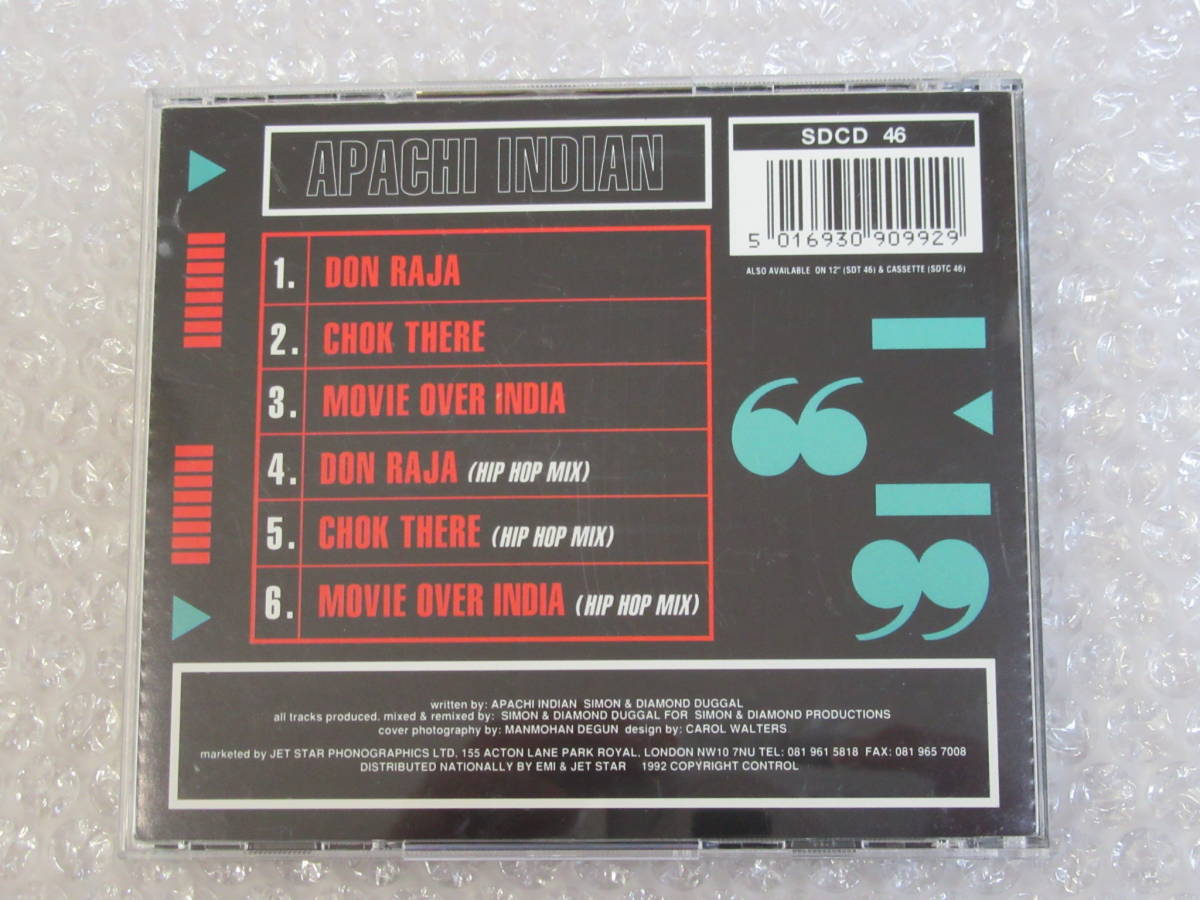 APACHI INDIAN
SDCD 46
5 016930 909929
ALSO AVAILABLE ON 12" (SDT 46) & CASSETTE (SDTC 46)
1. DON RAJA
2. CHOK THERE
3. MOVIE OVER INDIA
4. DON RAJA (HIP HOP MIX)
5. CHOK THERE (HIP HOP MIX)
6. MOVIE OVER INDIA (HIP HOP MIX)
written by: APACHI INDIAN SIMON & DIAMOND DUGGAL
all tracks produced. mixed & remixed by: SIMON & DIAMOND DUGGAL FOR SIMON & DIAMOND PRODUCTIONS
cover photography by: MANMOHAN DEGUN design by: CAROL WALTERS
marketed by JET STAR PHONOGRAPHICS LTD, 155 ACTON LANE PARK ROYAL, LONDON NW10 7NU TEL: 081 961 5818 FAX: 081 965 7008
DISTRIBUTED NATIONALLY BY EMI & JET STAR 1992 COPYRIGHT CONTROL